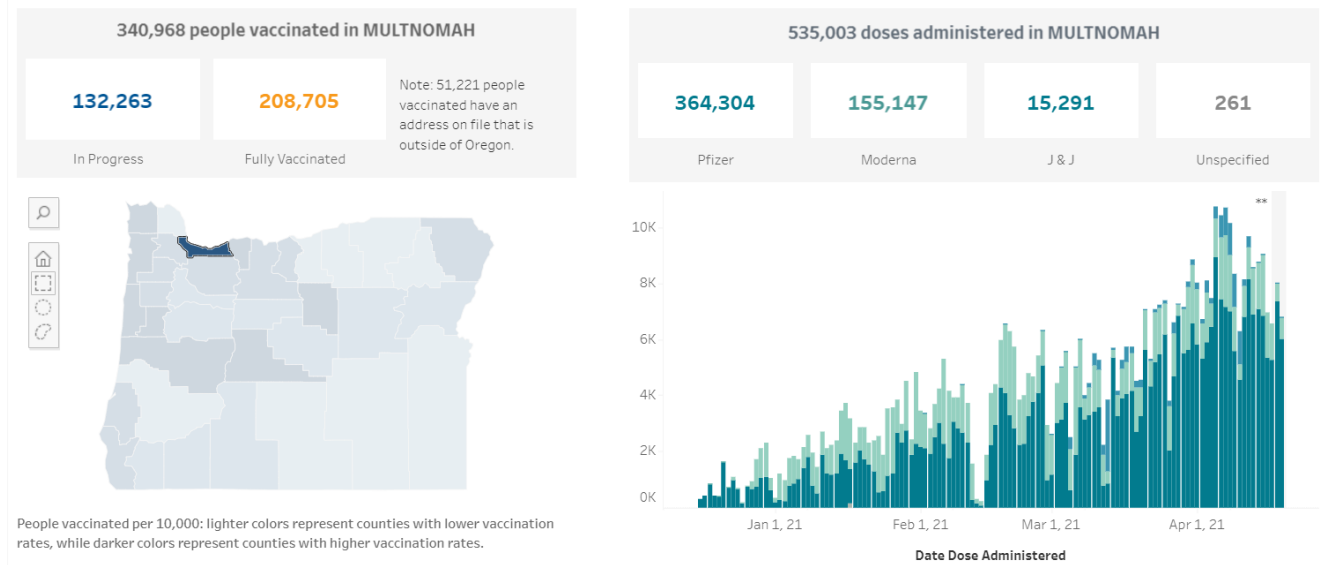 340,968 people vaccinated in MULTNOMAH
132,263
In Progress
208,705
Fully Vaccinated
Note: 51,221 people
vaccinated have an
address on file that is
outside of Oregon.
People vaccinated per 10,000: lighter colors represent counties with lower vaccination
rates, while darker colors represent counties with higher vaccination rates.
535,003 doses administered in MULTNOMAH
364,304
Pfizer
155,147
Moderna
15,291
J & J
261
Unspecified
**
10K
8K
6K
4K
2K
0K
Jan 1, 21
Feb 1, 21
Mar 1, 21
Apr 1, 21
Date Dose Administered